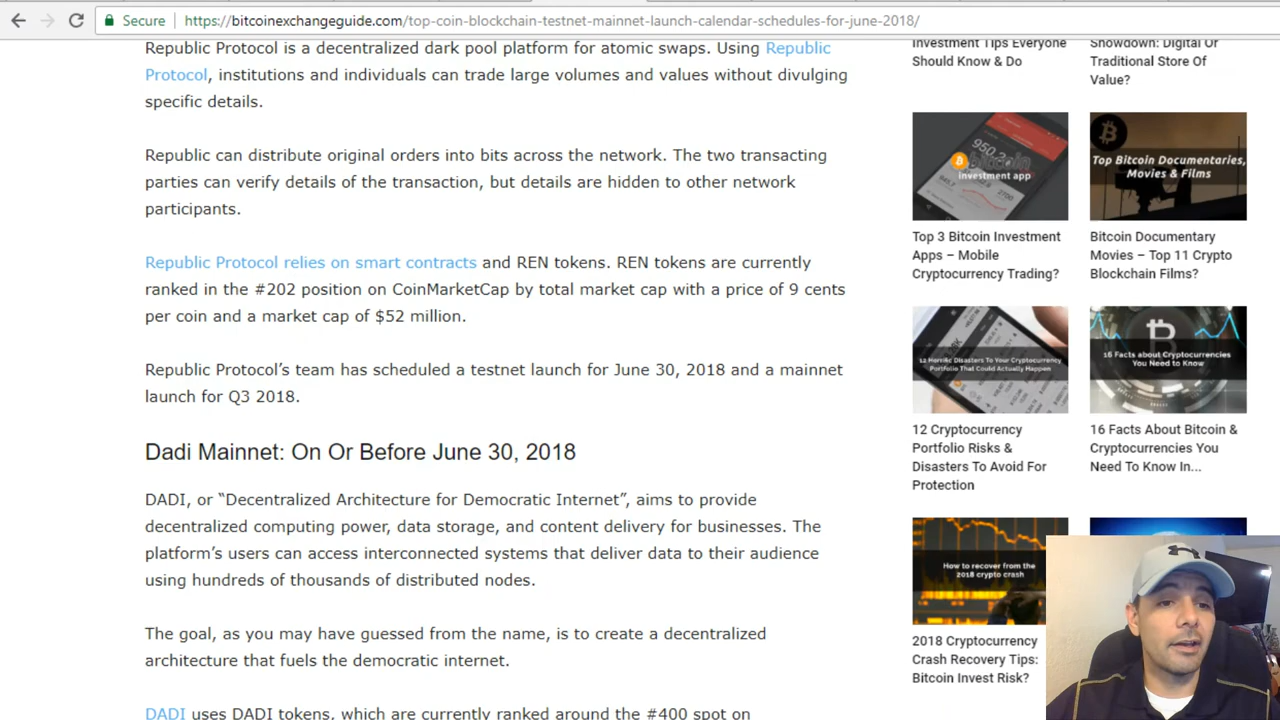 Secure
https://bitcoinexchangeguide.com/top-coin-blockchain-testnet-mainnet-launch-calendar-schedules-for-june-2018/
Republic Protocol is a decentralized dark pool platform for atomic swaps. Using Republic
Protocol, institutions and individuals can trade large volumes and values without divulging
specific details.
Republic can distribute original orders into bits across the network. The two transacting
parties can verify details of the transaction, but details are hidden to other network
participants.
Republic Protocol relies on smart contracts and REN tokens. REN tokens are currently
ranked in the #202 position on CoinMarketCap by total market cap with a price of 9 cents
per coin and a market cap of $52 million.
Republic Protocol’s team has scheduled a testnet launch for June 30, 2018 and a mainnet
launch for Q3 2018.
Dadi Mainnet: On Or Before June 30, 2018
DADI, or “Decentralized Architecture for Democratic Internet”, aims to provide
decentralized computing power, data storage, and content delivery for businesses. The
platform’s users can access interconnected systems that deliver data to their audience
using hundreds of thousands of distributed nodes.
The goal, as you may have guessed from the name, is to create a decentralized
architecture that fuels the democratic internet.
DADI uses DADI tokens, which are currently ranked around the #400 spot on
Investment Tips Everyone
Should Know & Do
Showdown: Digital Or
Traditional Store Of
Value?
950.2
bitcoin
Investment app
Top 3 Bitcoin Investment
Apps – Mobile
Cryptocurrency Trading?
Top Bitcoin Documentaries,
Movies & Films
Bitcoin Documentary
Movies – Top 11 Crypto
Blockchain Films?
12 Horrific Disasters To Your Cryptocurrency
Portfolio That Could Actually Happen
12 Cryptocurrency
Portfolio Risks &
Disasters To Avoid For
Protection
16 Facts about Cryptocurrencies
You Need to Know
16 Facts About Bitcoin &
Cryptocurrencies You
Need To Know In...
How to recover from the
2018 crypto crash
2018 Cryptocurrency
Crash Recovery Tips:
Bitcoin Invest Risk?